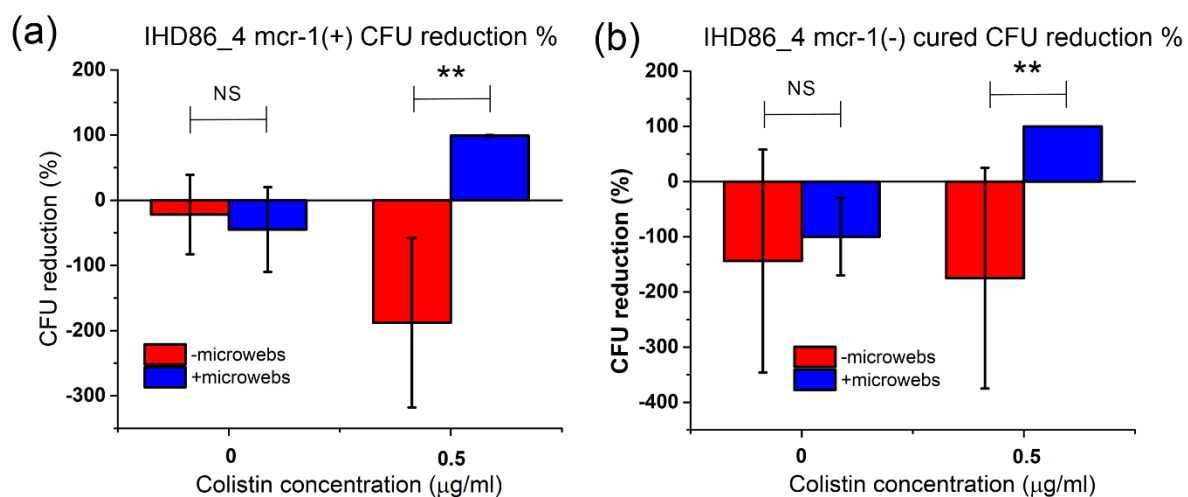 (a)
IHD86_4 mcr-1(+) CFU reduction %
200
100
0
-100
-200
-300
CFU reduction (%)
NS
**
-microwebs
+microwebs
0
0.5
Colistin concentration (μg/ml)
(b)
IHD86_4 mcr-1(-) cured CFU reduction %
200
100
0
-100
-200
-300
-400
CFU reduction (%)
NS
**
-microwebs
+microwebs
0
0.5
Colistin concentration (μg/ml)